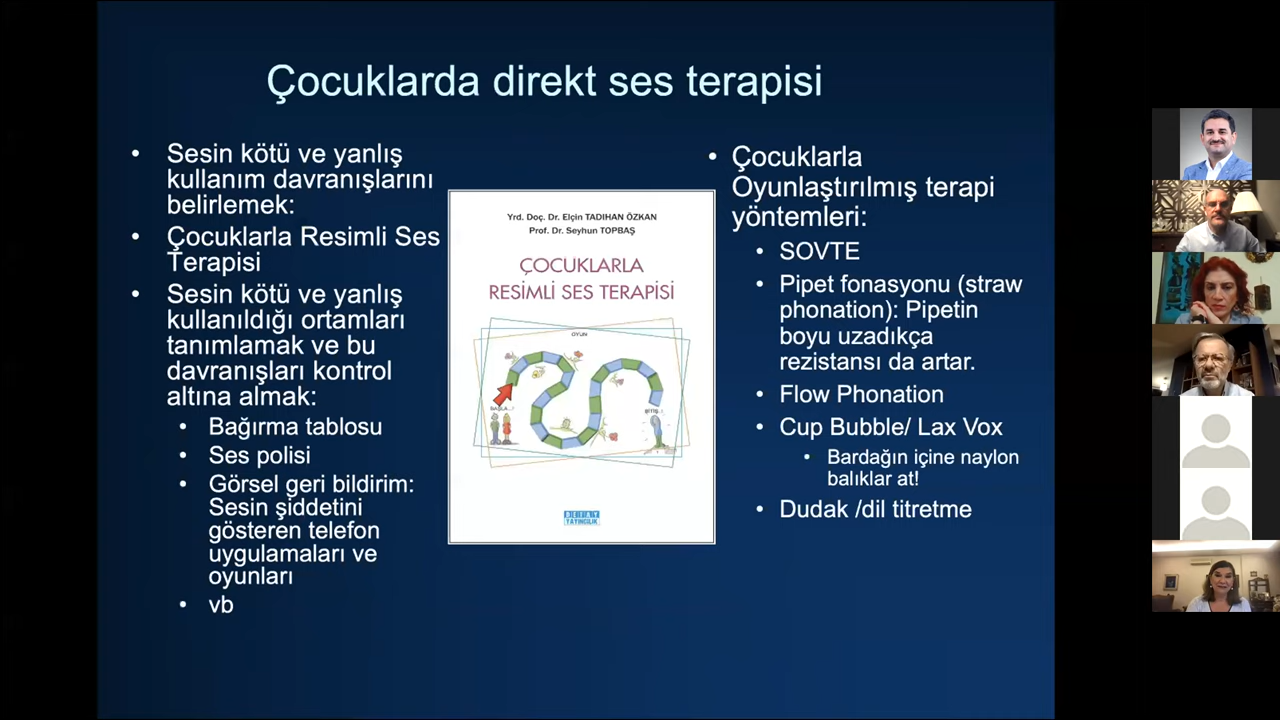 Çocuklarda direkt ses terapisi
• Sesin kötü ve yanlış
kullanım davranışlarını
belirlemek:
• Çocuklarla Resimli Ses
Terapisi
• Sesin kötü ve yanlış
kullanıldığı ortamları
tanımlamak ve bu
davranışları kontrol
altına almak:
• Bağırma tablosu
• Ses polisi
• Görsel geri bildirim:
Sesin şiddetini
gösteren telefon
uygulamaları ve
oyunları
• vb
Yrd. Doç. Dr. Elçin TADIHAN ÖZKAN
Prof. Dr. Seyhun TOPBAŞ
ÇOCUKLARLA
RESİMLİ SES TERAPİSİ
OYUN
DETAY
YAYINCILIK
• Çocuklarla
Oyunlaştırılmış terapi
yöntemleri:
• SOVTE
• Pipet fonasyonu (straw
phonation): Pipetin
boyu uzadıkça
rezistansı da artar.
• Flow Phonation
• Cup Bubble/ Lax Vox
• Bardağın içine naylon
balıklar at!
• Dudak /dil titretme